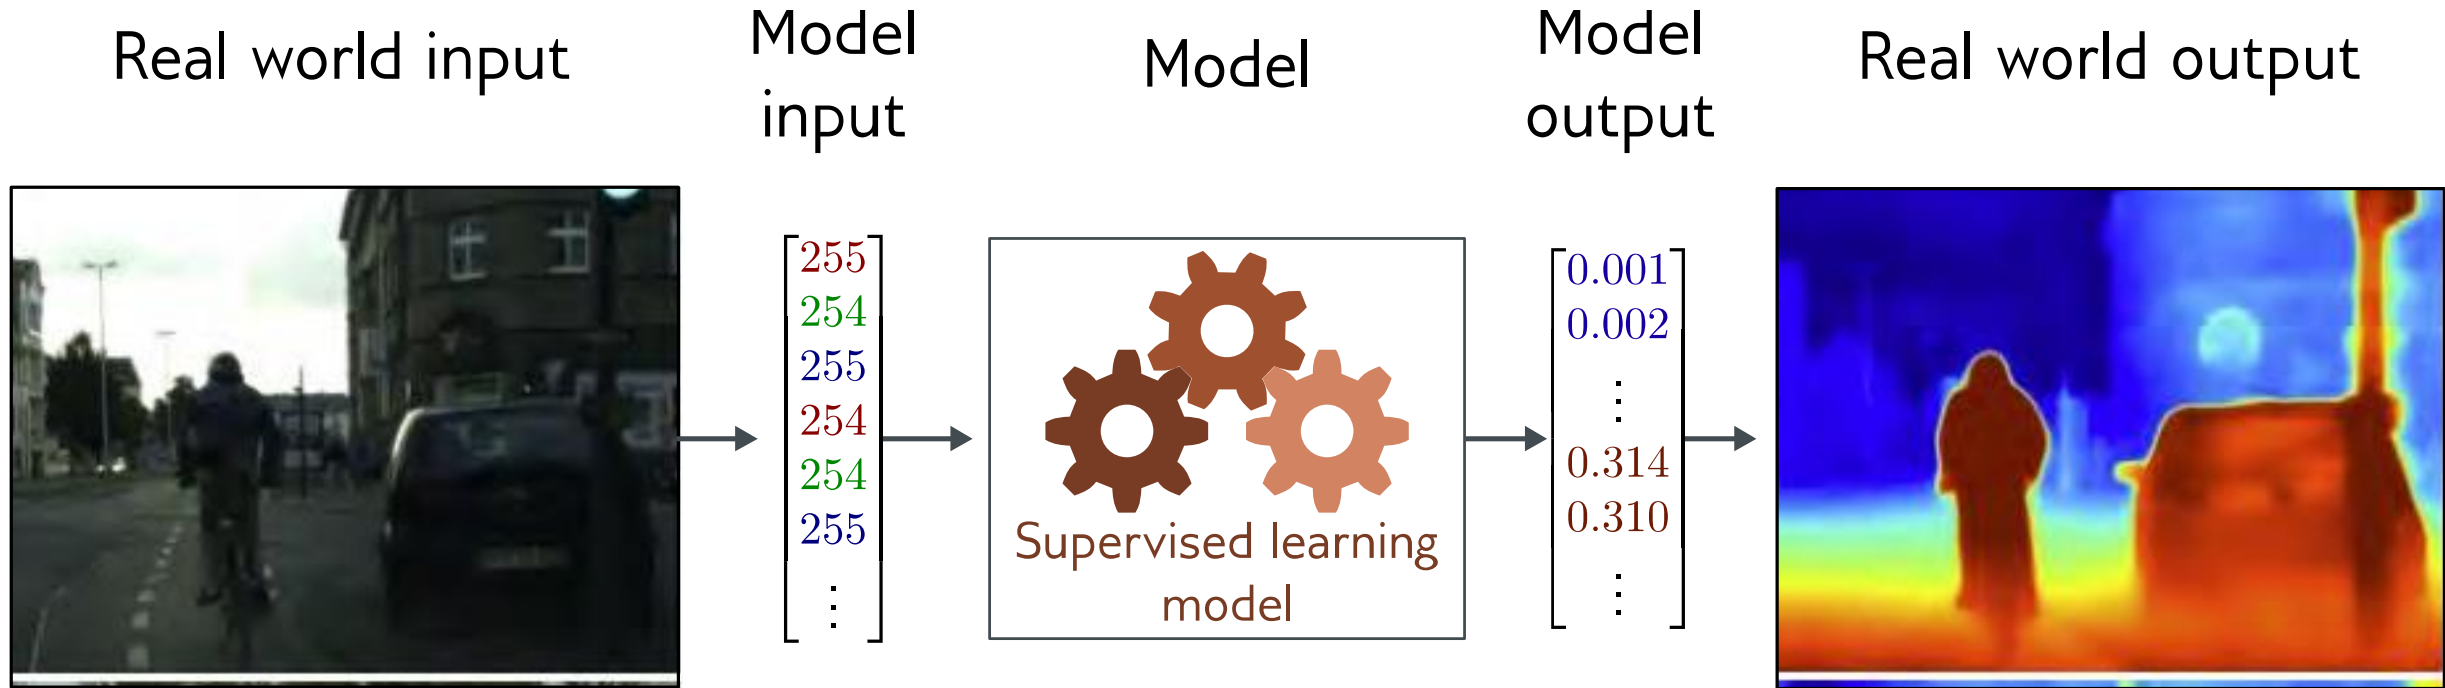 Real world input
Model
input
Model
Model
output
Real world output
255
254
255
254
254
255
⋮
Supervised learning
model
0.001
0.002
⋮
0.314
0.310
⋮